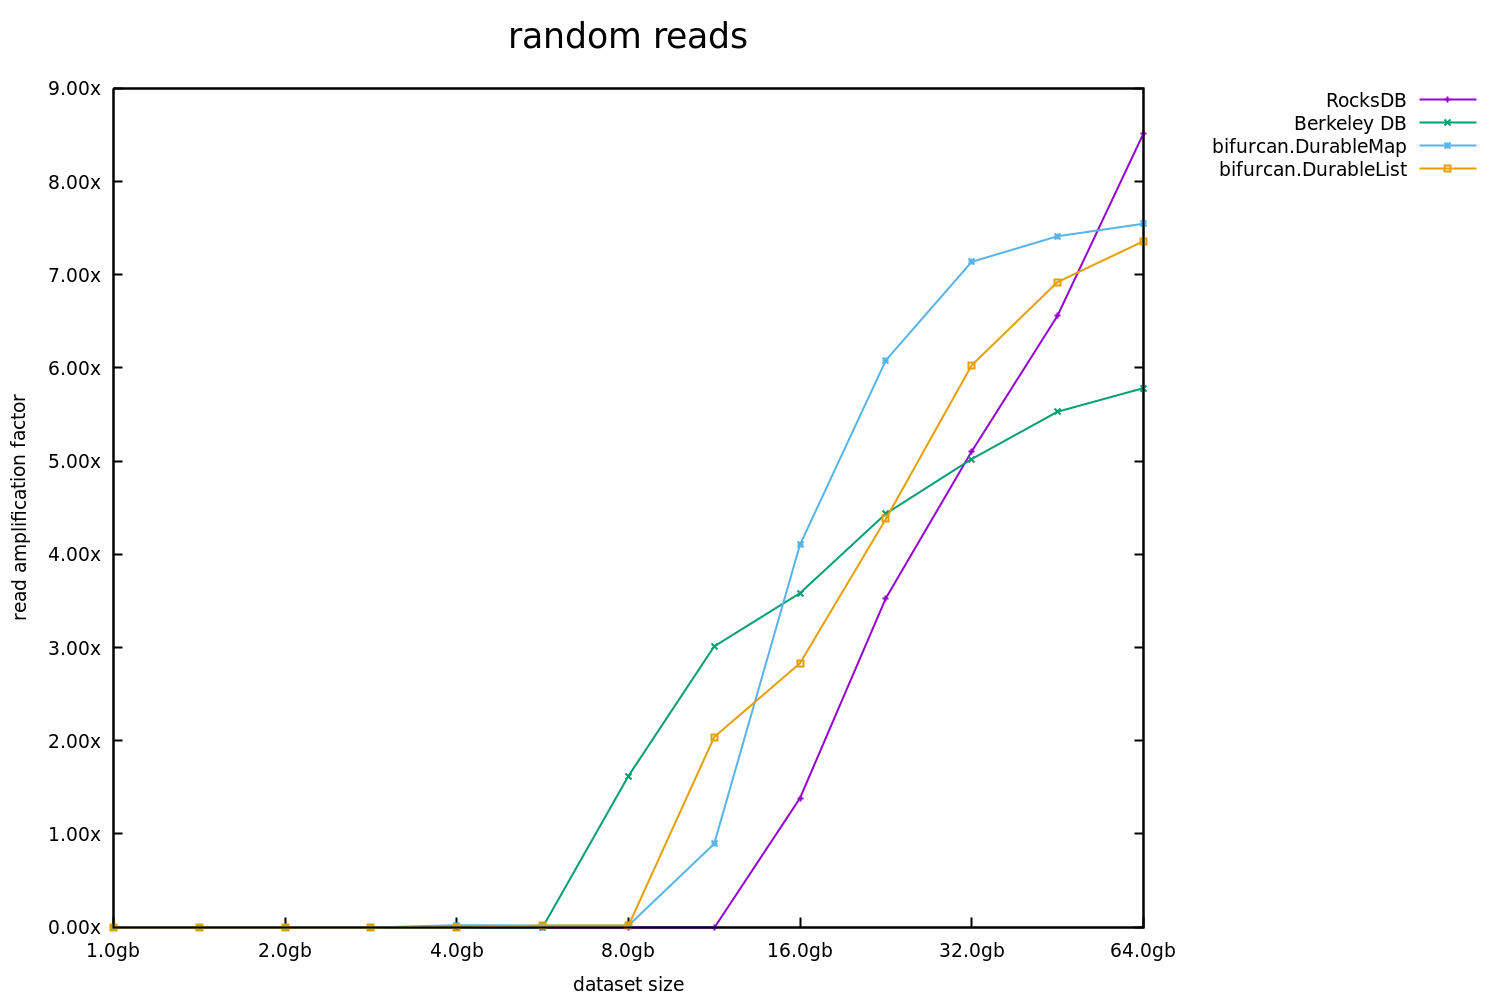 random reads
RocksDB
Berkeley DB
bifurcan.DurableMap
bifurcan.DurableList
read amplification factor
9.00x
8.00x
7.00x
6.00x
5.00x
4.00x
3.00x
2.00x
1.00x
0.00x
1.0gb 2.0gb 4.0gb 8.0gb 16.0gb 32.0gb 64.0gb
dataset size